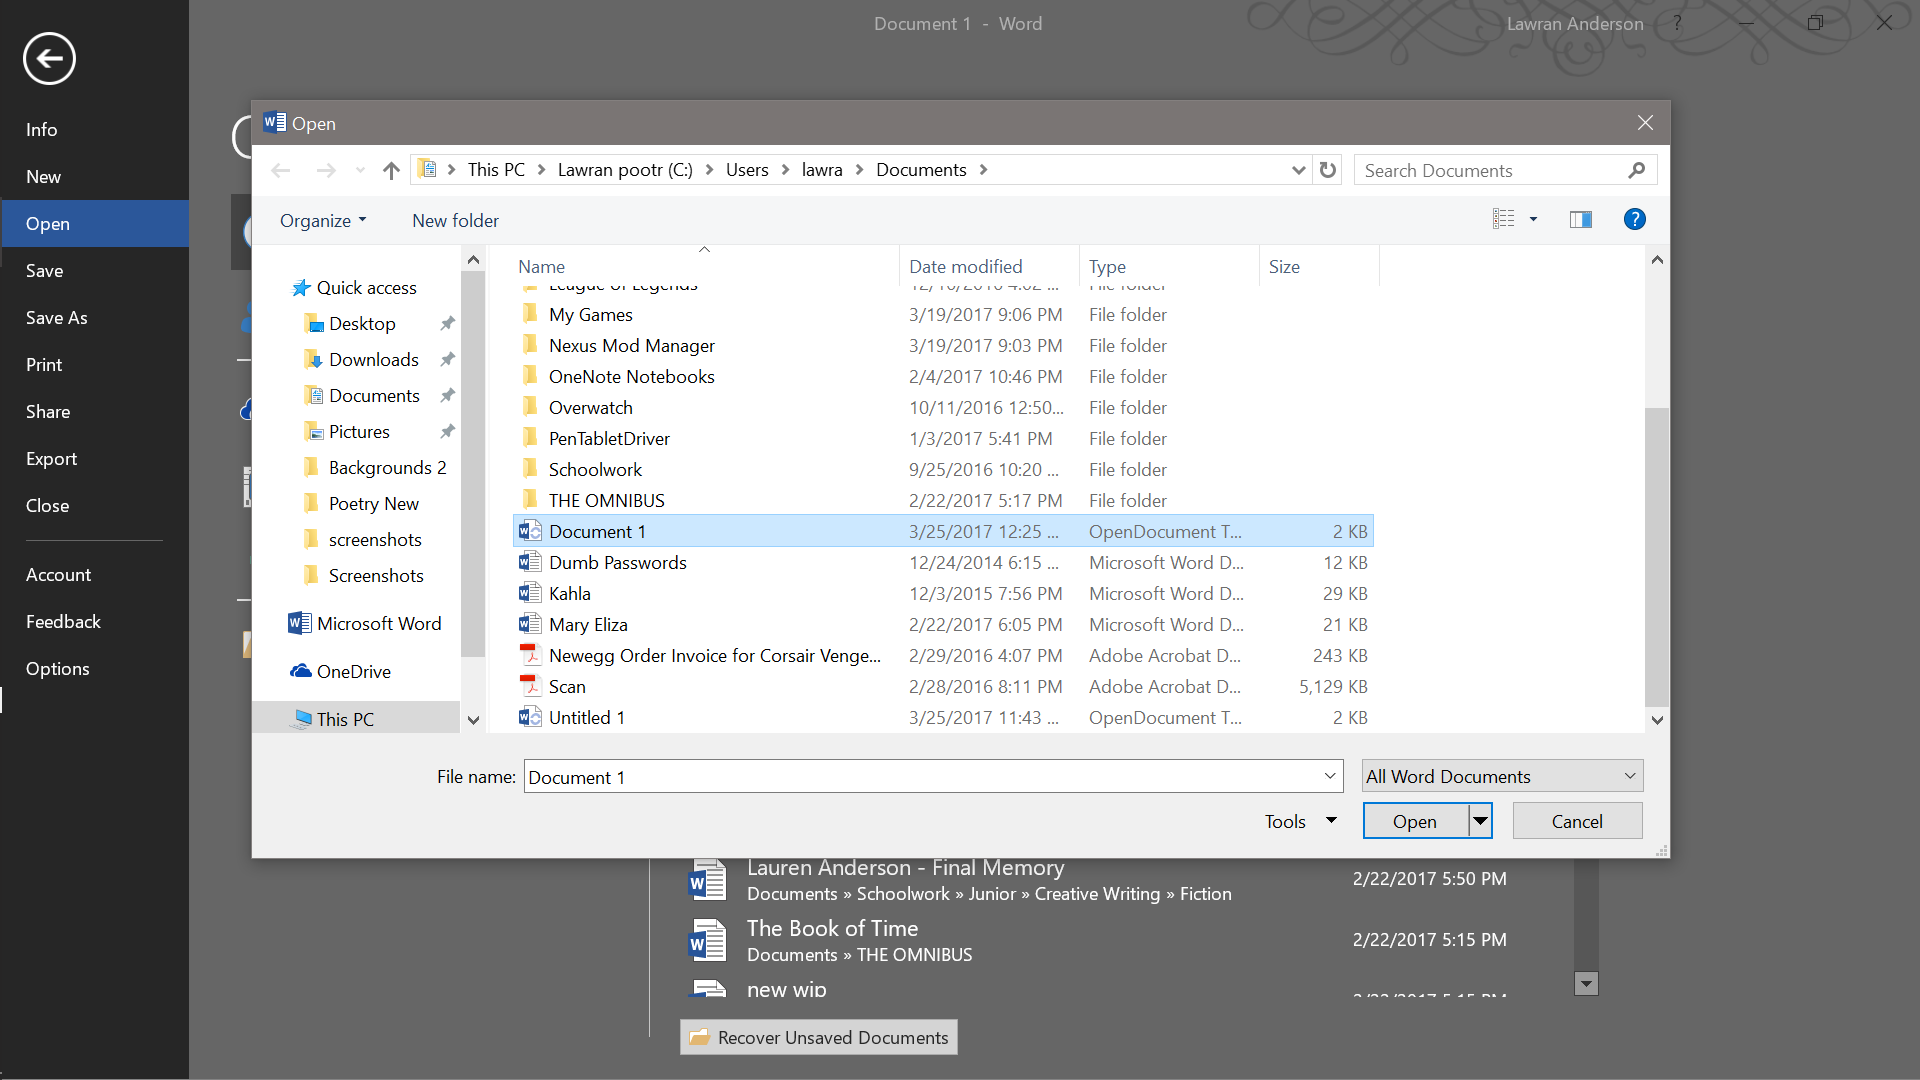 Document 1 - Word
Lawran Anderson ?
Info
New
Open
Save
Save As
Print
Share
Export
Close
Account
Feedback
Options
Open
This PC > Lawran pootr (C:) > Users > lawra > Documents >
Search Documents
Organize
New folder
?
Quick access
Desktop
Downloads
Documents
Pictures
Backgrounds 2
Poetry New
screenshots
Screenshots
Microsoft Word
OneDrive
This PC
Name Date modified Type Size
League of Legends 12/16/2016 4:02 ... File folder
My Games 3/19/2017 9:06 PM File folder
Nexus Mod Manager 3/19/2017 9:03 PM File folder
OneNote Notebooks 2/4/2017 10:46 PM File folder
Overwatch 10/11/2016 12:50... File folder
PenTabletDriver 1/3/2017 5:41 PM File folder
Schoolwork 9/25/2016 10:20 ... File folder
THE OMNIBUS 2/22/2017 5:17 PM File folder
Document 1 3/25/2017 12:25 ... OpenDocument T... 2 KB
Dumb Passwords 12/24/2014 6:15 ... Microsoft Word D... 12 KB
Kahla 12/3/2015 7:56 PM Microsoft Word D... 29 KB
Mary Eliza 2/22/2017 6:05 PM Microsoft Word D... 21 KB
Newegg Order Invoice for Corsair Venge... 2/29/2016 4:07 PM Adobe Acrobat D... 243 KB
Scan 2/28/2016 8:11 PM Adobe Acrobat D... 5,129 KB
Untitled 1 3/25/2017 11:43 ... OpenDocument T... 2 KB
File name: Document 1 All Word Documents
Tools Open Cancel
Lauren Anderson - Final Memory
Documents » Schoolwork » Junior » Creative Writing » Fiction
2/22/2017 5:50 PM
The Book of Time
Documents » THE OMNIBUS
2/22/2017 5:15 PM
new wip
Recover Unsaved Documents